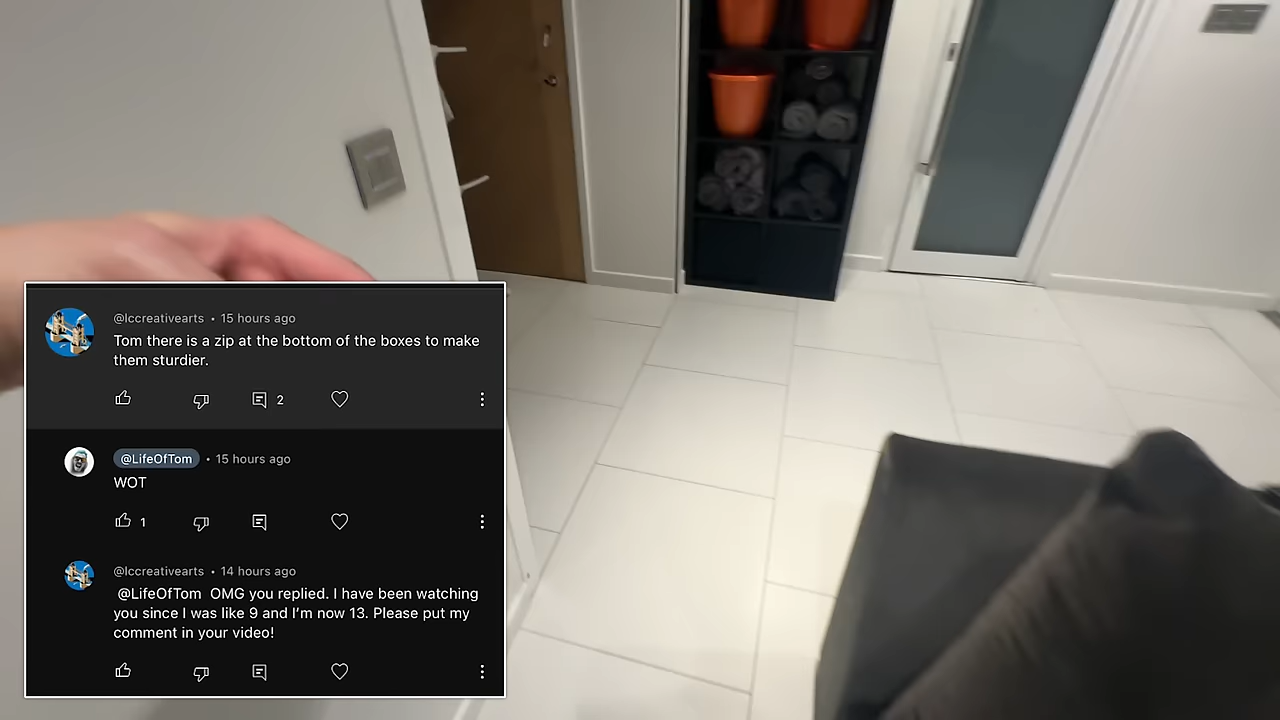 @lccreativearts • 15 hours ago
Tom there is a zip at the bottom of the boxes to make
them sturdier.
2
@LifeOfTom • 15 hours ago
WOT
1
@lccreativearts • 14 hours ago
@LifeOfTom OMG you replied. I have been watching
you since I was like 9 and I'm now 13. Please put my
comment in your video!